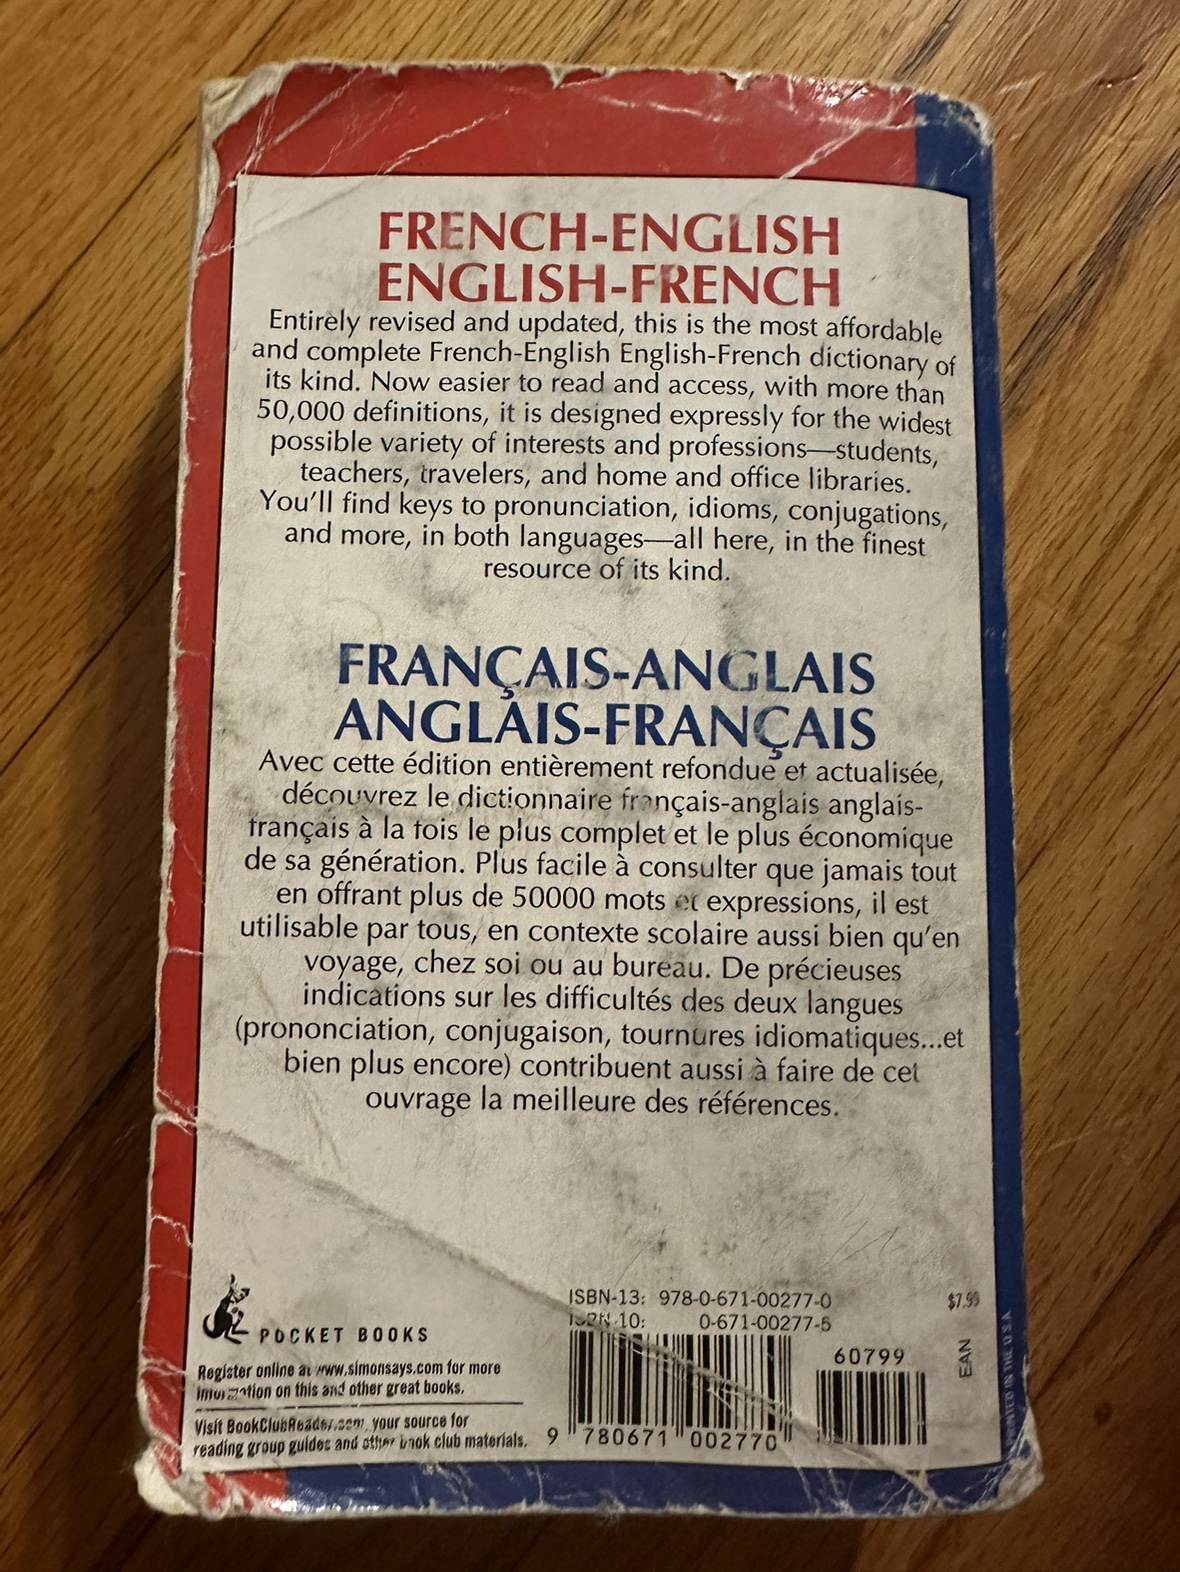 FRENCH-ENGLISH
ENGLISH-FRENCH
Entirely revised and updated, this is the most affordable
and complete French-English English-French dictionary of
its kind. Now easier to read and access, with more than
50,000 definitions, it is designed expressly for the widest
possible variety of interests and professions—students,
teachers, travelers, and home and office libraries.
You'll find keys to pronunciation, idioms, conjugations,
and more, in both languages—all here, in the finest
resource of its kind.
FRANÇAIS-ANGLAIS
ANGLAIS-FRANÇAIS
Avec cette édition entièrement refondue et actualisée,
découvrez le dictionnaire français-anglais anglais-
français à la fois le plus complet et le plus économique
de sa génération. Plus facile à consulter que jamais tout
en offrant plus de 50000 mots et expressions, il est
utilisable par tous, en contexte scolaire aussi bien qu'en
voyage, chez soi ou au bureau. De précieuses
indications sur les difficultés des deux langues
(prononciation, conjugaison, tournures idiomatiques...et
bien plus encore) contribuent aussi à faire de cet
ouvrage la meilleure des références.
POCKET BOOKS
Register online at www.simonsays.com for more
information on this and other great books.
Visit BookClubReader.com, your source for
reading group guides and other book club materials.
ISBN-13: 978-0-671-00277-0
ISBN-10: 0-671-00277-5
9 780671 002770
60799
$7.99
EAN
PRINTED IN THE U.S.A.